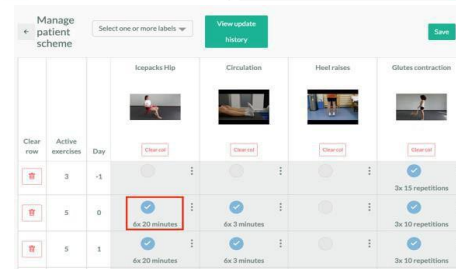 Manage
patient
scheme
Select one or more labels
View update
history
Save
Icepacks Hip Circulation Heel raises Glutes contraction
Clear
row
Active
exercises
Day
Clear col Clear col Clear col Clear col
3 -1
3x 15 repetitions
5 0
6x 20 minutes 6x 3 minutes 3x 10 repetitions
5 1
6x 20 minutes 6x 3 minutes 3x 10 repetitions